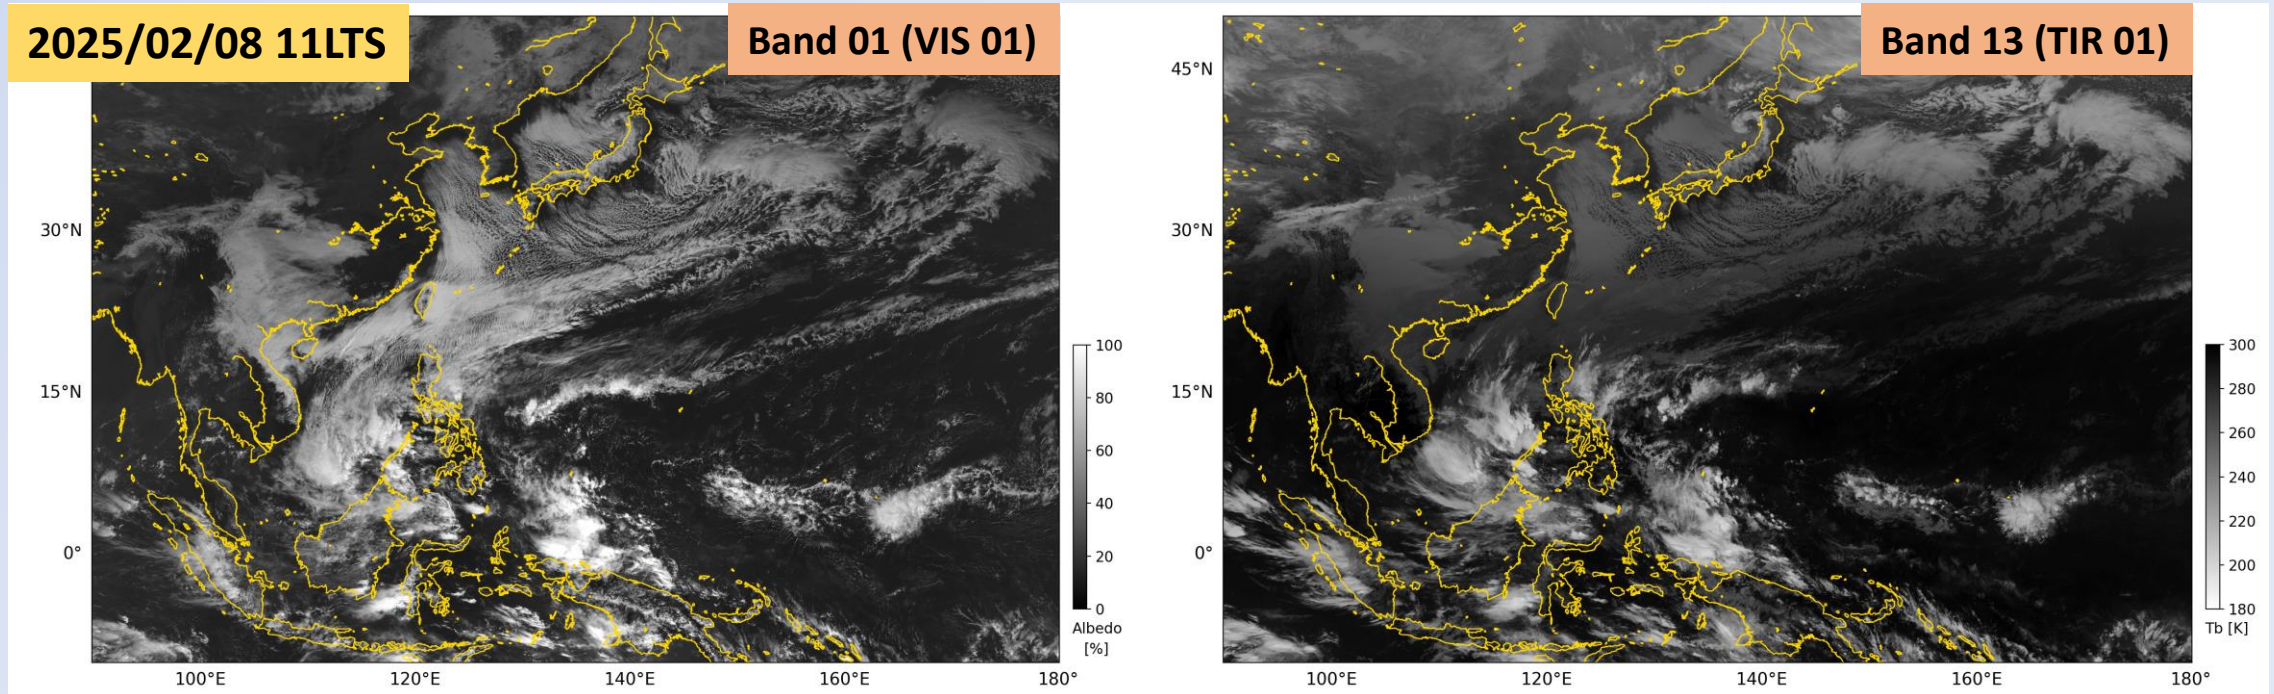 2025/02/08 11LTS
Band 01 (VIS 01)
30°N
15°N
0°
100°E
120°E
140°E
160°E
180°
100
80
60
40
20
0
Albedo
[%]
Band 13 (TIR 01)
45°N
30°N
15°N
0°
100°E
120°E
140°E
160°E
180°
300
280
260
240
220
200
180
Tb [K]